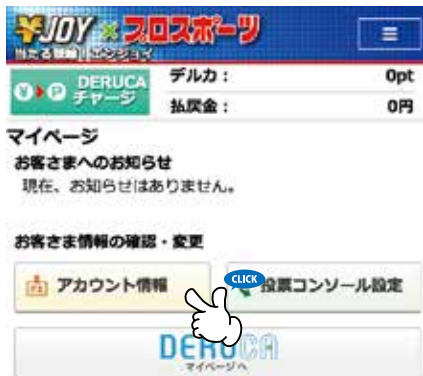 ¥JOY × プロスポーツ
当たる競輪!エンジョイ
DERUCA
チャージ
デルカ： 0pt
払戻金： 0円
マイページ
お客さまへのお知らせ
現在、お知らせはありません。
お客さま情報の確認・変更
アカウント情報
CLICK
投票コンソール設定
DERUCA
マイページへ